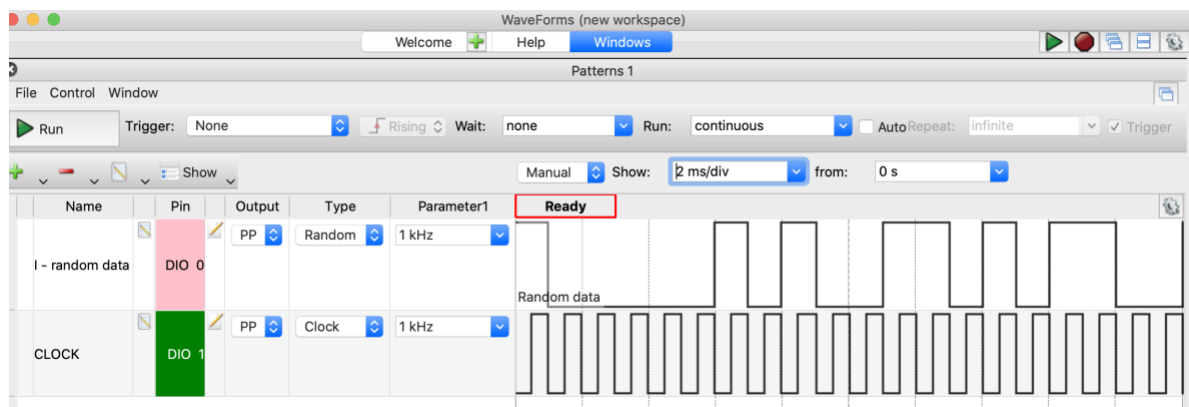 WaveForms (new workspace)
Welcome Help Windows
Patterns 1
File Control Window
Run Trigger: None Rising Wait: none Run: continuous Auto Repeat: infinite Trigger
Show Manual Show: 2 ms/div from: 0 s
Name Pin Output Type Parameter1 Ready
I - random data DIO 0 PP Random 1 kHz
Random data
CLOCK DIO 1 PP Clock 1 kHz